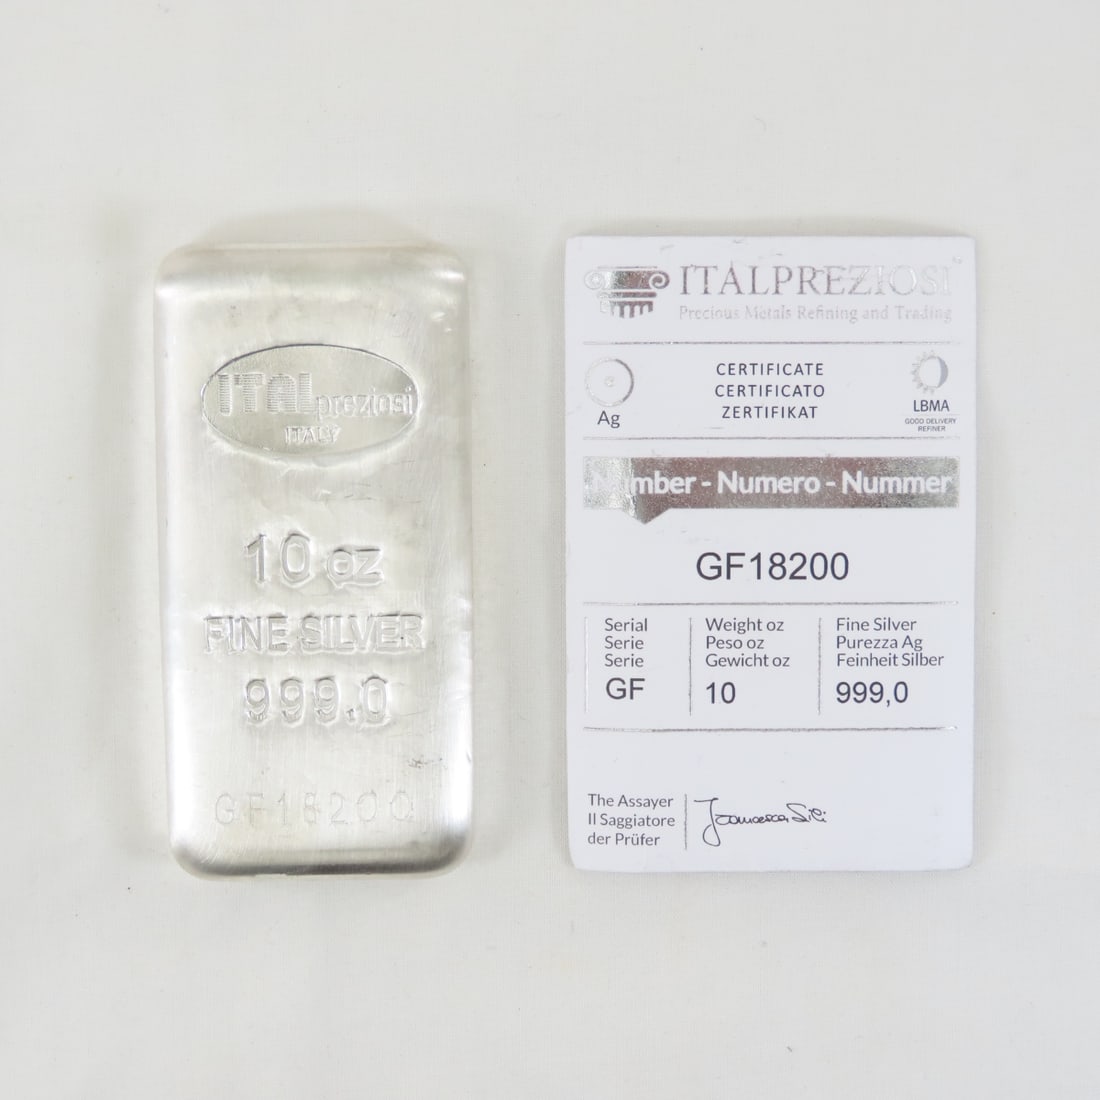 ITALpreziosi
ITALY
10 oz
FINE SILVER
999.0
GF18200
ITALPREZIOSI
Precious Metals Refining and Trading
Ag
CERTIFICATE
CERTIFICATO
ZERTIFIKAT
LBMA
GOOD DELIVERY
REFINER
Number - Numero - Nummer
GF18200
Serial
Serie
Serie
GF
Weight oz
Peso oz
Gewicht oz
10
Fine Silver
Purezza Ag
Feinheit Silber
999,0
The Assayer
Il Saggiatore
der Prüfer